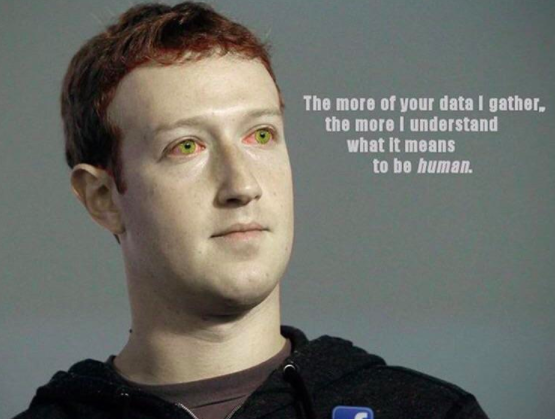 The more of your data I gather,,
the more I understand
what it means
to be human.
f